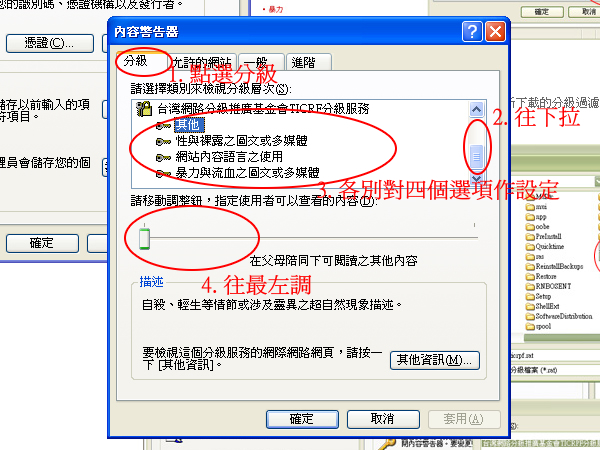 您的識別碼、憑證機構以及發行者。
憑證(C)...
儲存以前輸入的項
符項目。
理員會儲存您的個
確定
• 暴力
確定
取消
內容警告器
分級
允許的網站
一般
進階
1. 點選分級
請選擇類別來檢視分級層次(S):
台灣網路分級推廣基金會TICRF分級服務
其他
性與裸露之圖文或多媒體
網站內容語言之使用
暴力與流血之圖文或多媒體
2. 往下拉
3. 各別對四個選項作設定
請移動調整鈕，指定使用者可以查看的內容(D):
在父母陪同下可閱讀之其他內容
4. 往最左調
描述
自殺、輕生等情節或涉及靈異之超自然現象描述。
要檢視這個分級服務的網際網路網頁，請按一
下 [其他資訊]。
其他資訊(M)...
確定
取消
套用(A)
所下載的分級過濾
mui
npp
oobe
PreInstall
Quicktime
ras
ReinstallBackups
Restore
RNBOSENT
Setup
ShellExt
SoftwareDistribution
spool
icrpf.rat
分級檔案 (*.rat)